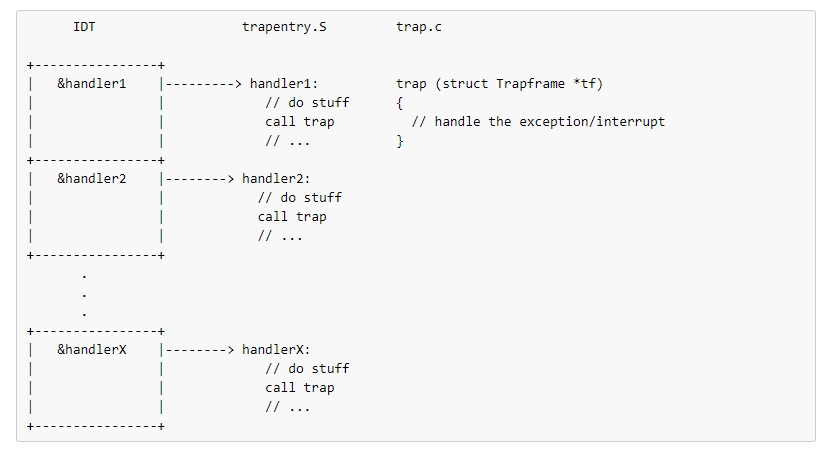 IDT                   trapentry.S         trap.c

+----------------+
|   &handler1    |---------> handler1:          trap (struct Trapframe *tf)
|                |             // do stuff      {
|                |             call trap          // handle the exception/interrupt
|                |             // ...           }
+----------------+
|   &handler2    |--------> handler2:
|                |            // do stuff
|                |            call trap
|                |            // ...
+----------------+
       .
       .
       .
+----------------+
|   &handlerX    |--------> handlerX:
|                |             // do stuff
|                |             call trap
|                |             // ...
+----------------+